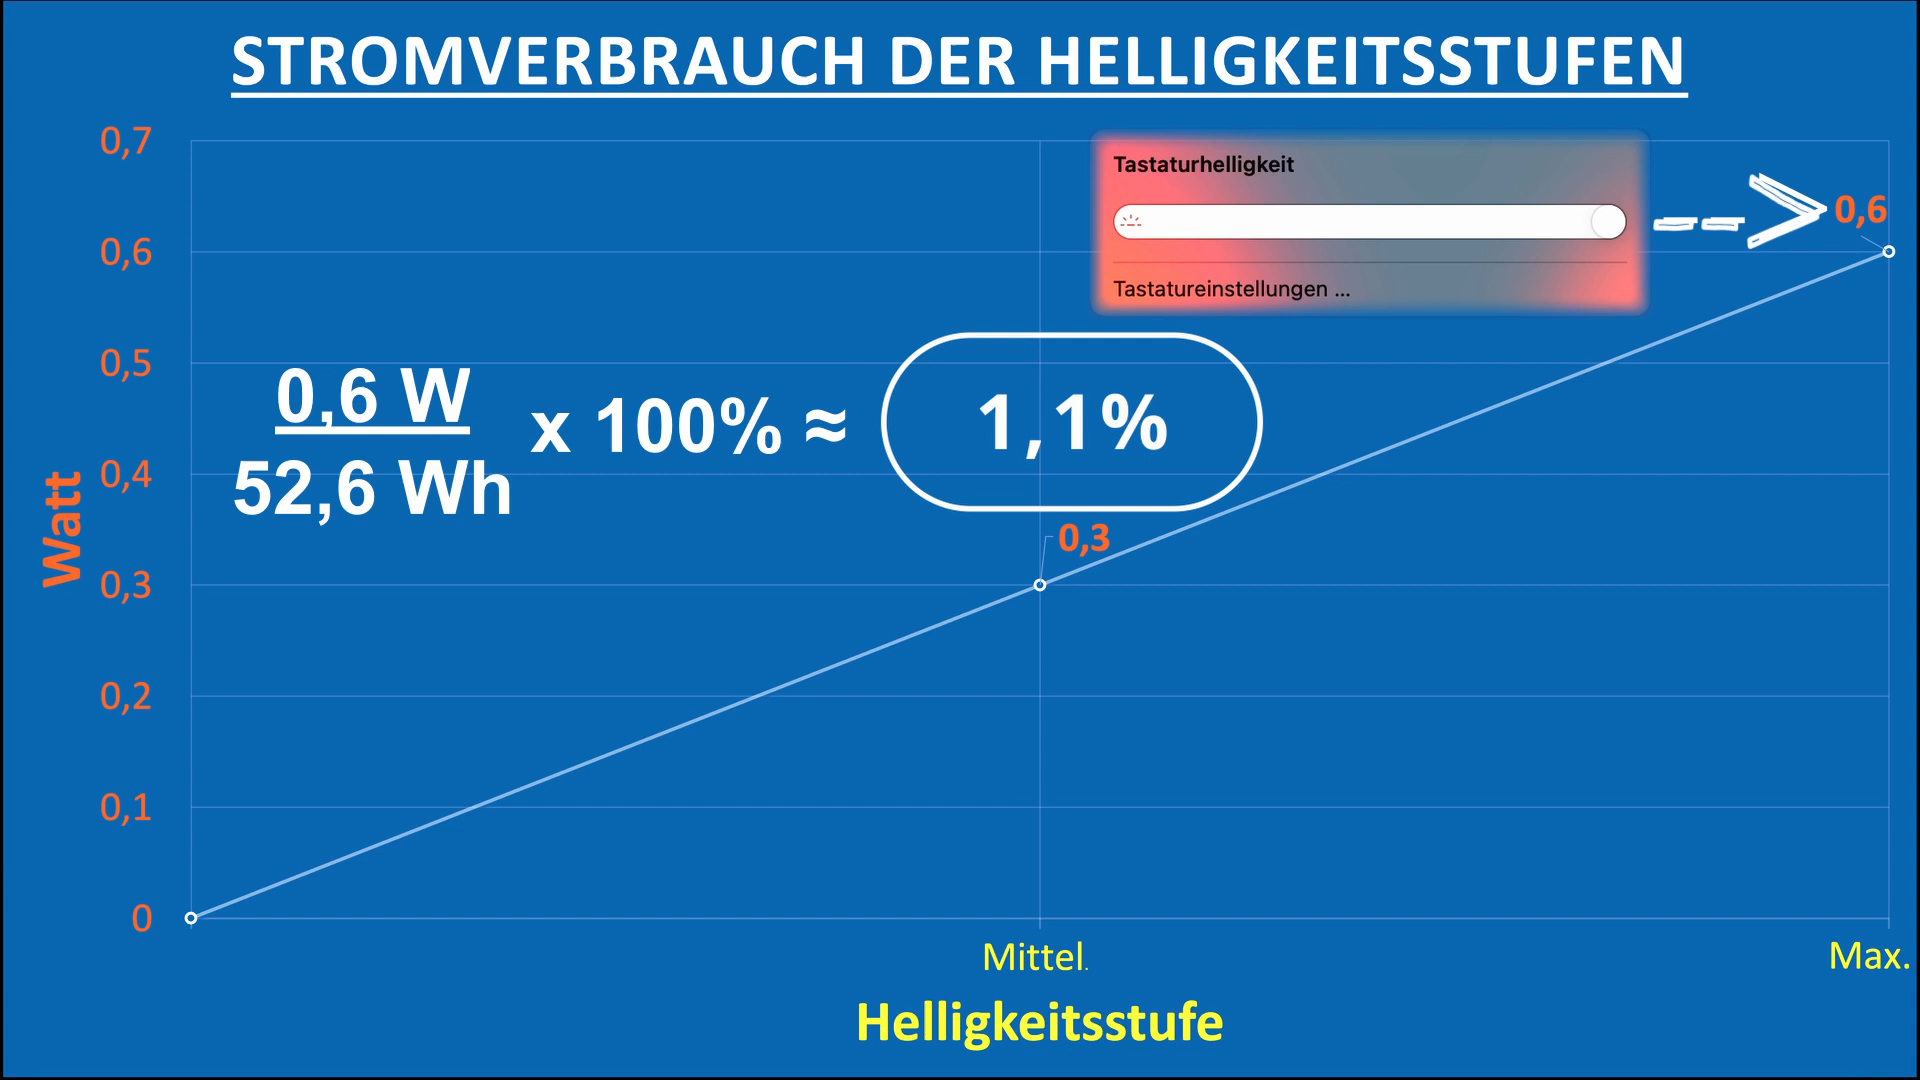 STROMVERBRAUCH DER HELLIGKEITSSTUFEN
0,7
0,6
0,5
0,4
0,3
0,2
0,1
0
Watt
Tastaturhelligkeit
Tastatureinstellungen ...
0,6
0,6 W
52,6 Wh
x 100% ≈
1,1%
0,3
Mittel.
Max.
Helligkeitsstufe